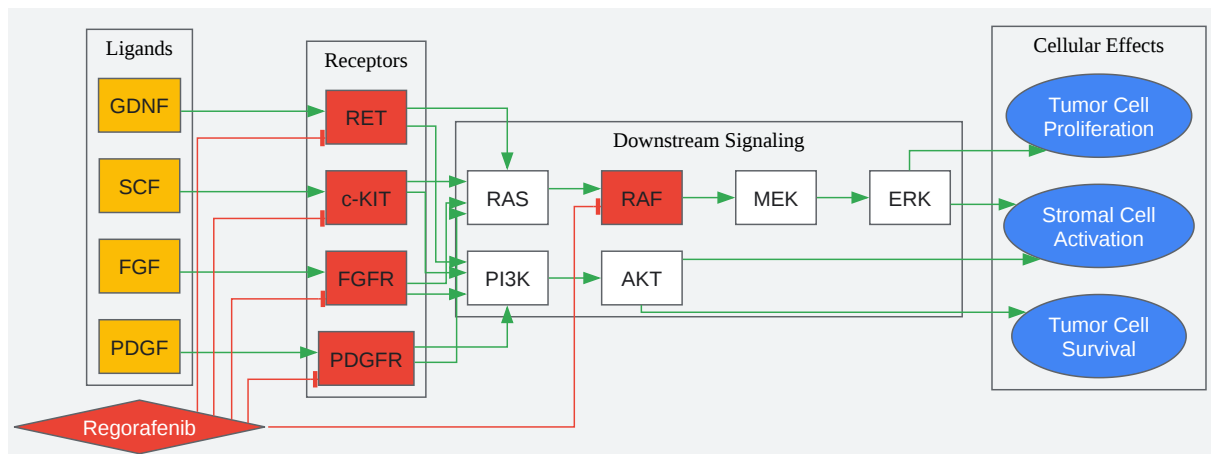 Ligands
GDNF
SCF
FGF
PDGF
Regorafenib
Receptors
RET
c-KIT
FGFR
PDGFR
Downstream Signaling
RAS
RAF
MEK
ERK
PI3K
AKT
Cellular Effects
Tumor Cell
Proliferation
Stromal Cell
Activation
Tumor Cell
Survival